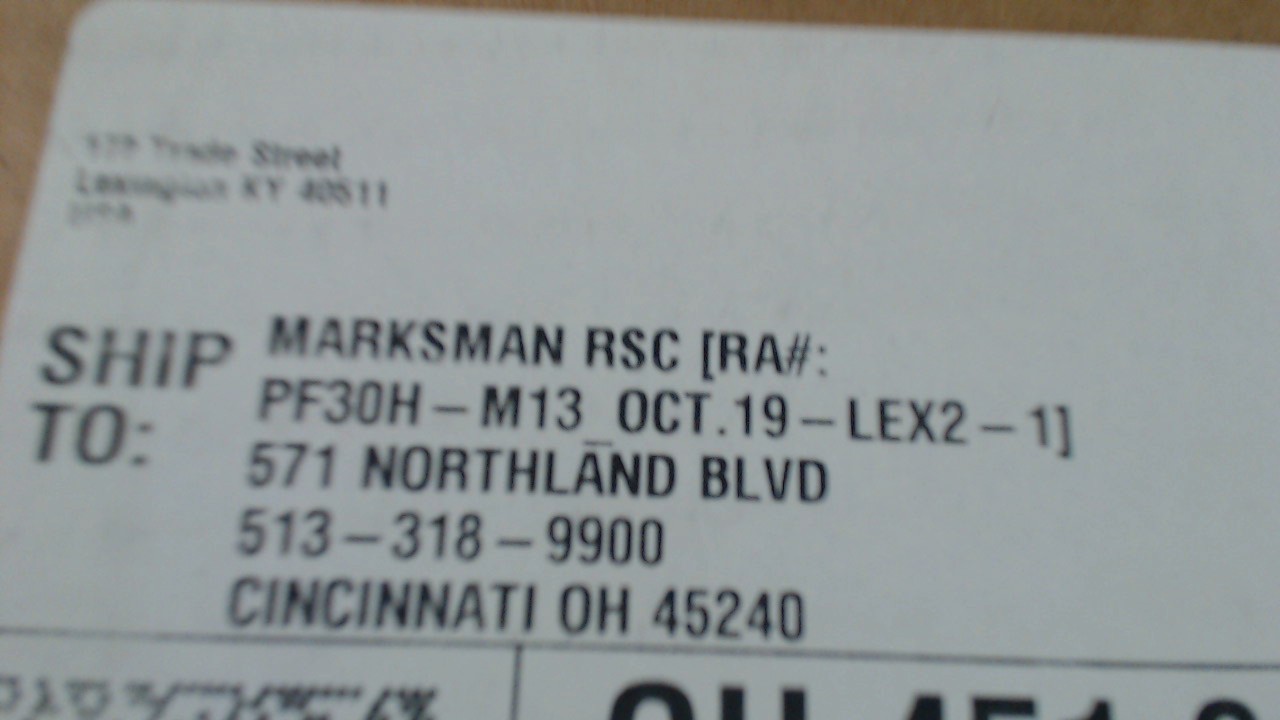 Trade Street
Lexington KY 40511
SHIP TO:
MARKSMAN RSC [RA#:
PF30H-M13_OCT.19-LEX2-1]
571 NORTHLAND BLVD
513-318-9900
CINCINNATI OH 45240